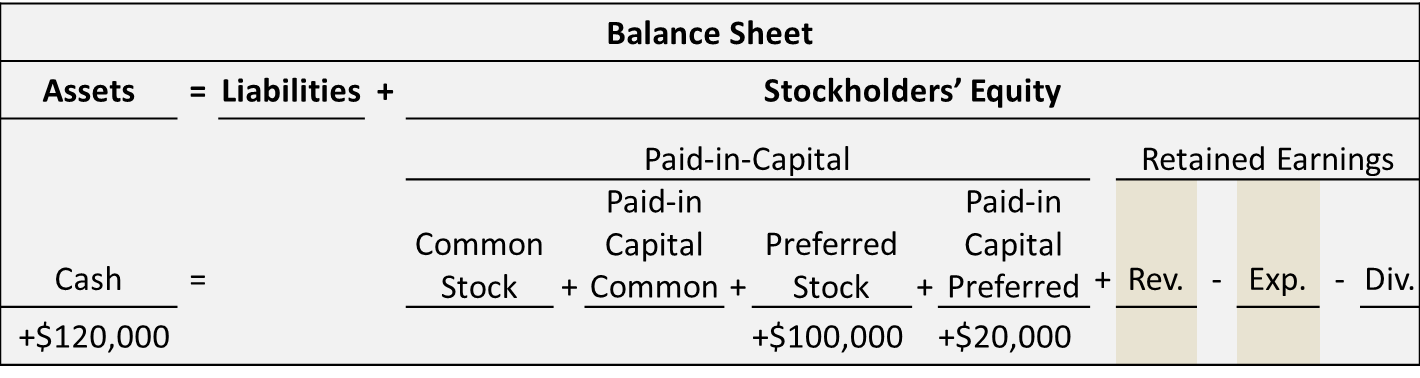 Balance Sheet
Assets = Liabilities + Stockholders’ Equity
Paid-in-Capital Retained Earnings
Paid-in Paid-in
Common Capital Preferred Capital
Cash = Stock + Common + Stock + Preferred + Rev. - Exp. - Div.
+$120,000 +$100,000 +$20,000